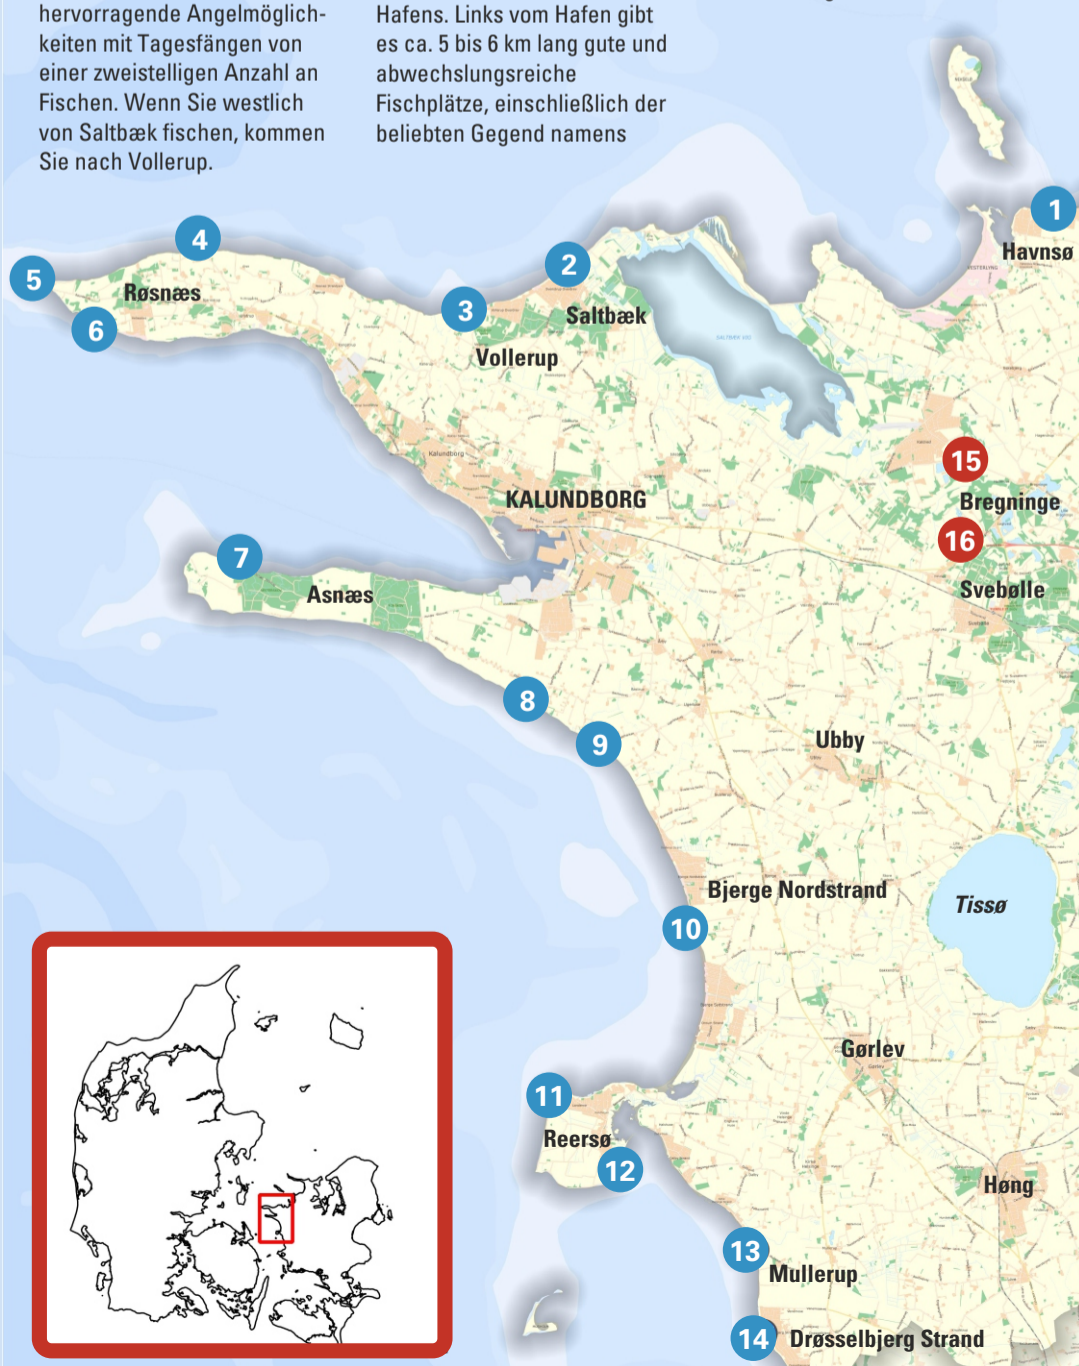 hervorragende Angelmöglich-
keiten mit Tagesfängen von
einer zweistelligen Anzahl an
Fischen. Wenn Sie westlich
von Saltbæk fischen, kommen
Sie nach Vollerup.
Hafens. Links vom Hafen gibt
es ca. 5 bis 6 km lang gute und
abwechslungsreiche
Fischplätze, einschließlich der
beliebten Gegend namens
1
Havnsø
4
2
5
Røsnæs
3
Saltbæk
6
Vollerup
SALTBÆK VIG
15
Kalundborg
KALUNDBORG
Bregninge
16
7
Asnæs
Svebølle
8
9
Ubby
Bjerge Nordstrand
Tissø
10
Gørlev
11
Reersø
12
Høng
13
Mullerup
14
Drøsselbjerg Strand